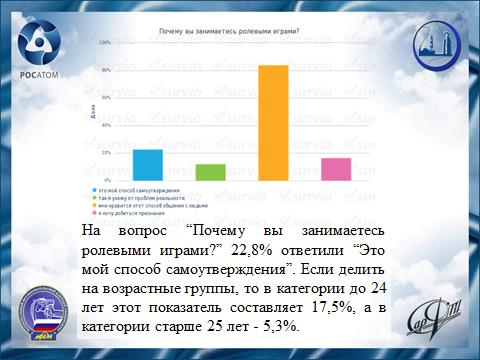 Почему вы занимаетесь ролевыми играми?
РОСАТОМ
100%
80%
60%
40%
20%
0%
Доля
survio
это мой способ самоутверждения
так я ухожу от проблем реальности
мне нравится этот способ общения с людьми
я хочу добиться признания
На вопрос “Почему вы занимаетесь
ролевыми играми?” 22,8% ответили “Это
мой способ самоутверждения”. Если делить
на возрастные группы, то в категории до 24
лет этот показатель составляет 17,5%, а в
категории старше 25 лет - 5,3%.